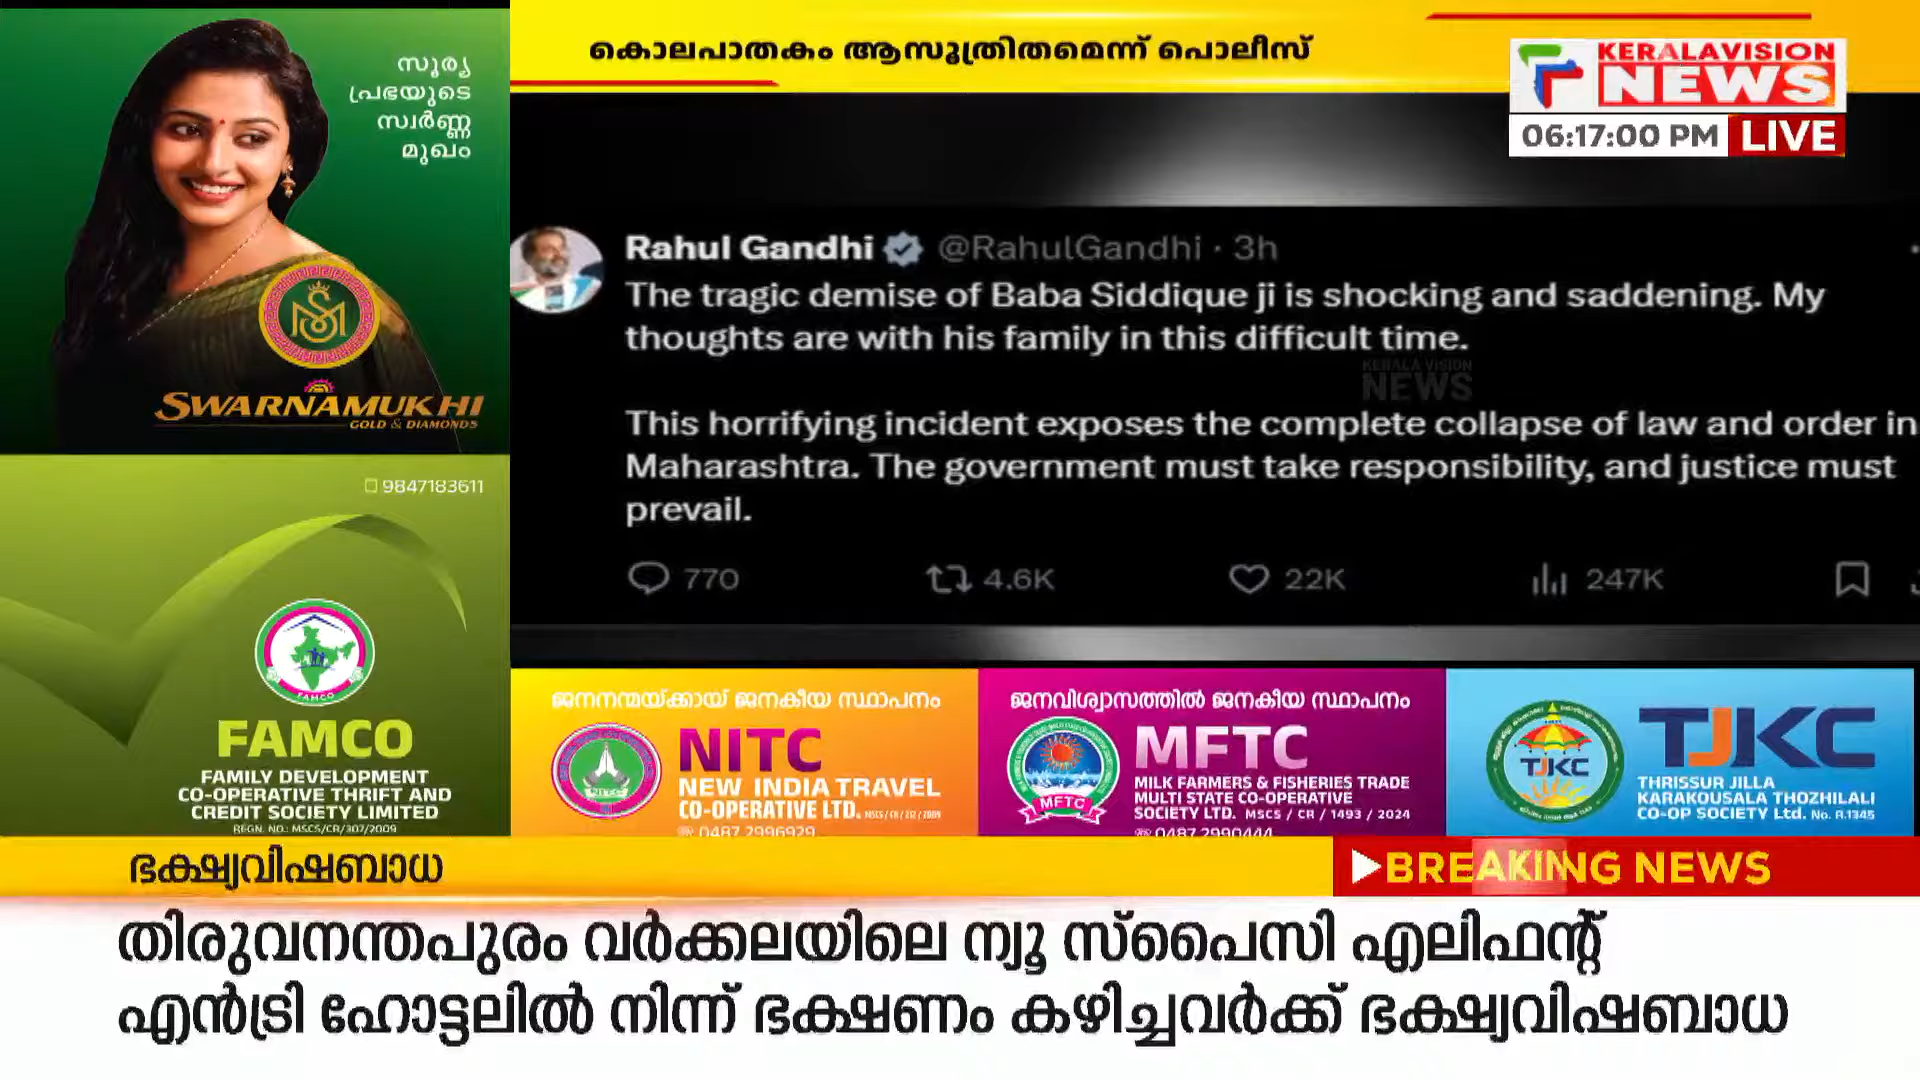 സൂര്യ
പ്രഭയുടെ
സ്വർണ്ണ
മുഖം
SWARNAMUKHI
GOLD & DIAMONDS
9847183611
FAMCO
FAMCO
FAMILY DEVELOPMENT
CO-OPERATIVE THRIFT AND
CREDIT SOCIETY LIMITED
REGN. NO.: MSCS/CR/307/2009
കൊലപാതകം ആസൂത്രിതമെന്ന് പൊലീസ്
KERALAVISION
NEWS
06:17:00 PM LIVE
Rahul Gandhi @RahulGandhi · 3h
The tragic demise of Baba Siddique ji is shocking and saddening. My
thoughts are with his family in this difficult time.
KERALA VISION
NEWS
This horrifying incident exposes the complete collapse of law and order in
Maharashtra. The government must take responsibility, and justice must
prevail.
770 4.6K 22K 247K
ജനനന്മയ്ക്കായ് ജനകീയ സ്ഥാപനം
NITC
NITC
NEW INDIA TRAVEL
CO-OPERATIVE LTD.
0487 2996929
ജനവിശ്വാസത്തിൽ ജനകീയ സ്ഥാപനം
MFTC
MFTC
MILK FARMERS & FISHERIES TRADE
MULTI STATE CO-OPERATIVE
SOCIETY LTD. MSCS / CR / 1493 / 2024
0487 2990444
TJKC
TJKC
THRISSUR JILLA
KARAKOUSALA THOZHILALI
CO-OP SOCIETY Ltd. No. R.1345
ഭക്ഷ്യവിഷബാധ
BREAKING NEWS
തിരുവനന്തപുരം വർക്കലയിലെ ന്യൂ സ്പൈസി എലിഫന്റ്
എൻട്രി ഹോട്ടലിൽ നിന്ന് ഭക്ഷണം കഴിച്ചവർക്ക് ഭക്ഷ്യവിഷബാധ